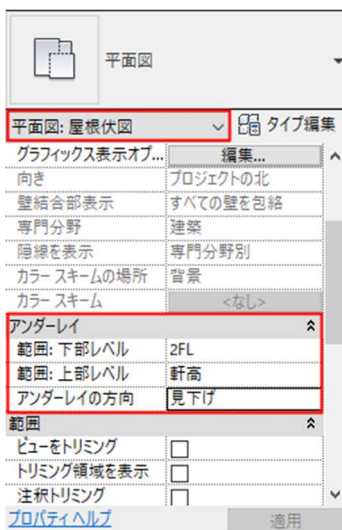 平面図
平面図: 屋根伏図 タイプ編集
グラフィックス表示オプ... 編集...
向き プロジェクトの北
壁結合部表示 すべての壁を包絡
専門分野 建築
隠線を表示 専門分野別
カラー スキームの場所 背景
カラー スキーム <なし>
アンダーレイ
範囲: 下部レベル 2FL
範囲: 上部レベル 軒高
アンダーレイの方向 見下げ
範囲
ビューをトリミング
トリミング領域を表示
注釈トリミング
プロパティヘルプ 適用